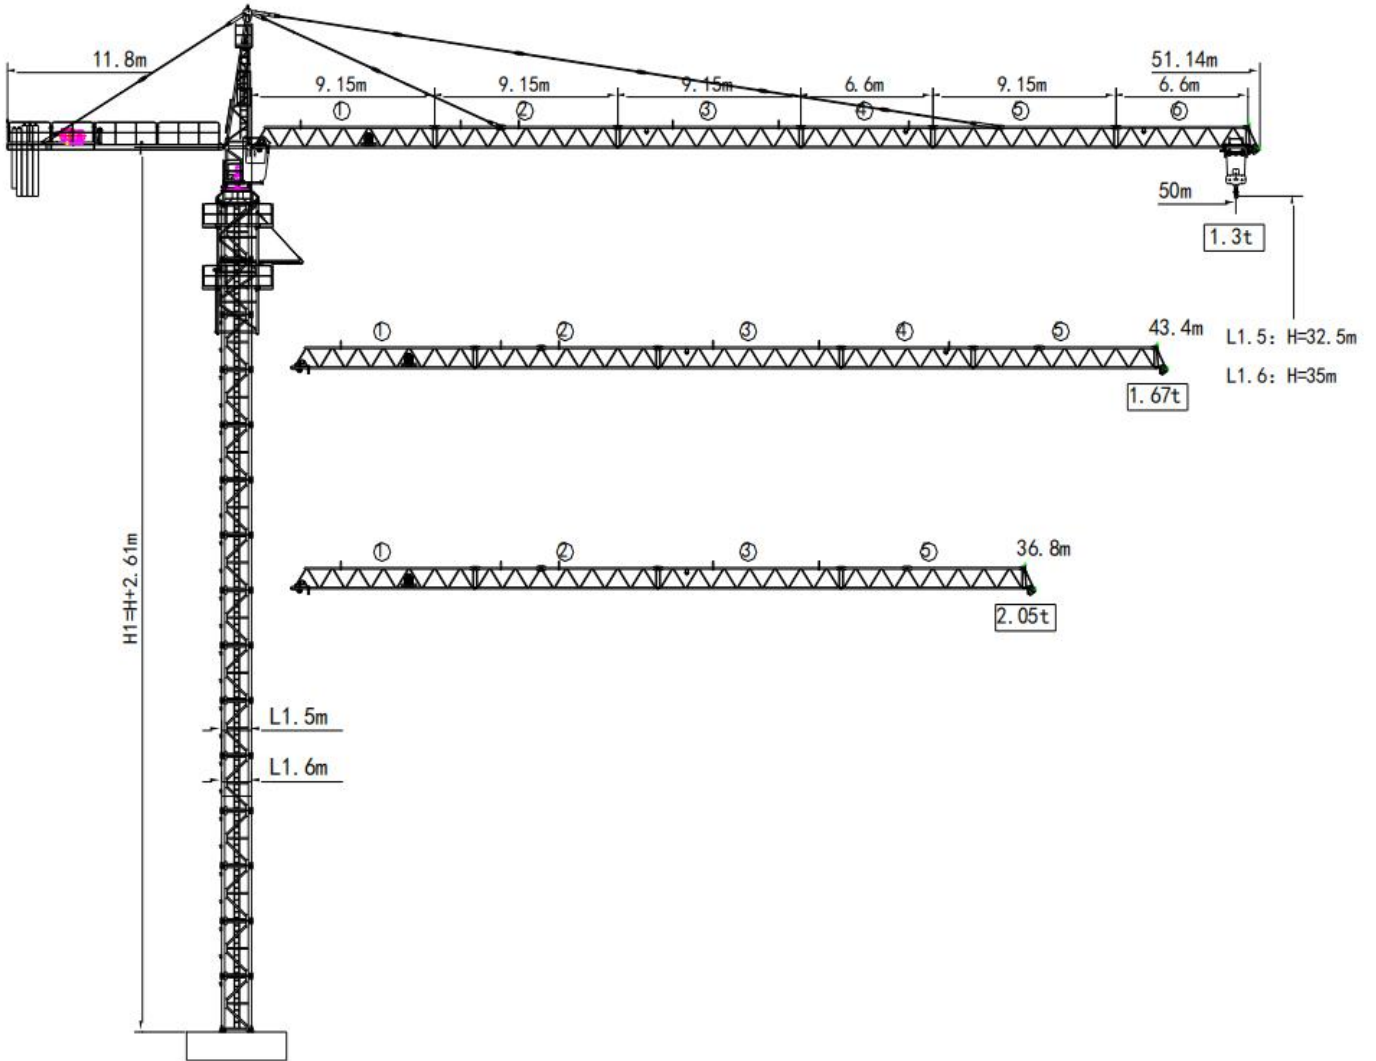 11.8m
51.14m
9.15m
9.15m
9.15m
6.6m
9.15m
6.6m
①
②
③
④
⑤
⑥
50m
1.3t
①
②
③
④
⑤
43.4m
L1.5: H=32.5m
L1.6: H=35m
1.67t
①
②
③
⑤
36.8m
2.05t
H1=H+2.61m
L1.5m
L1.6m